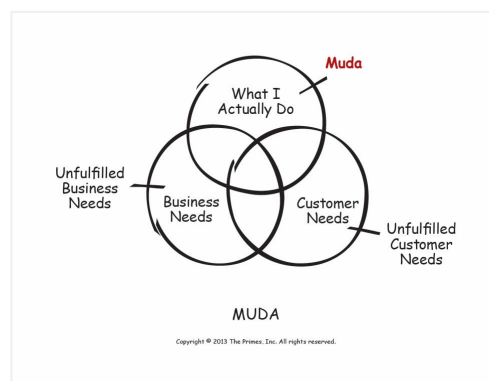 Muda
What I
Actually Do
Unfulfilled
Business
Needs
Business
Needs
Customer
Needs
Unfulfilled
Customer
Needs
MUDA
Copyright © 2013 The Primes, Inc. All rights reserved.